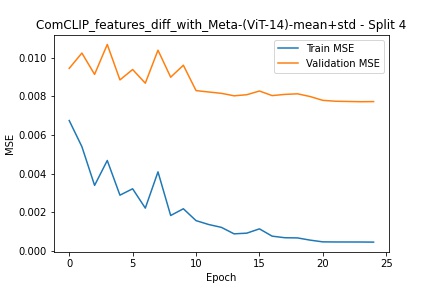 ComCLIP_features_diff_with_Meta-(ViT-14)-mean+std - Split 4
Train MSE
Validation MSE
MSE
0.010
0.008
0.006
0.004
0.002
0.000
0 5 10 15 20 25
Epoch